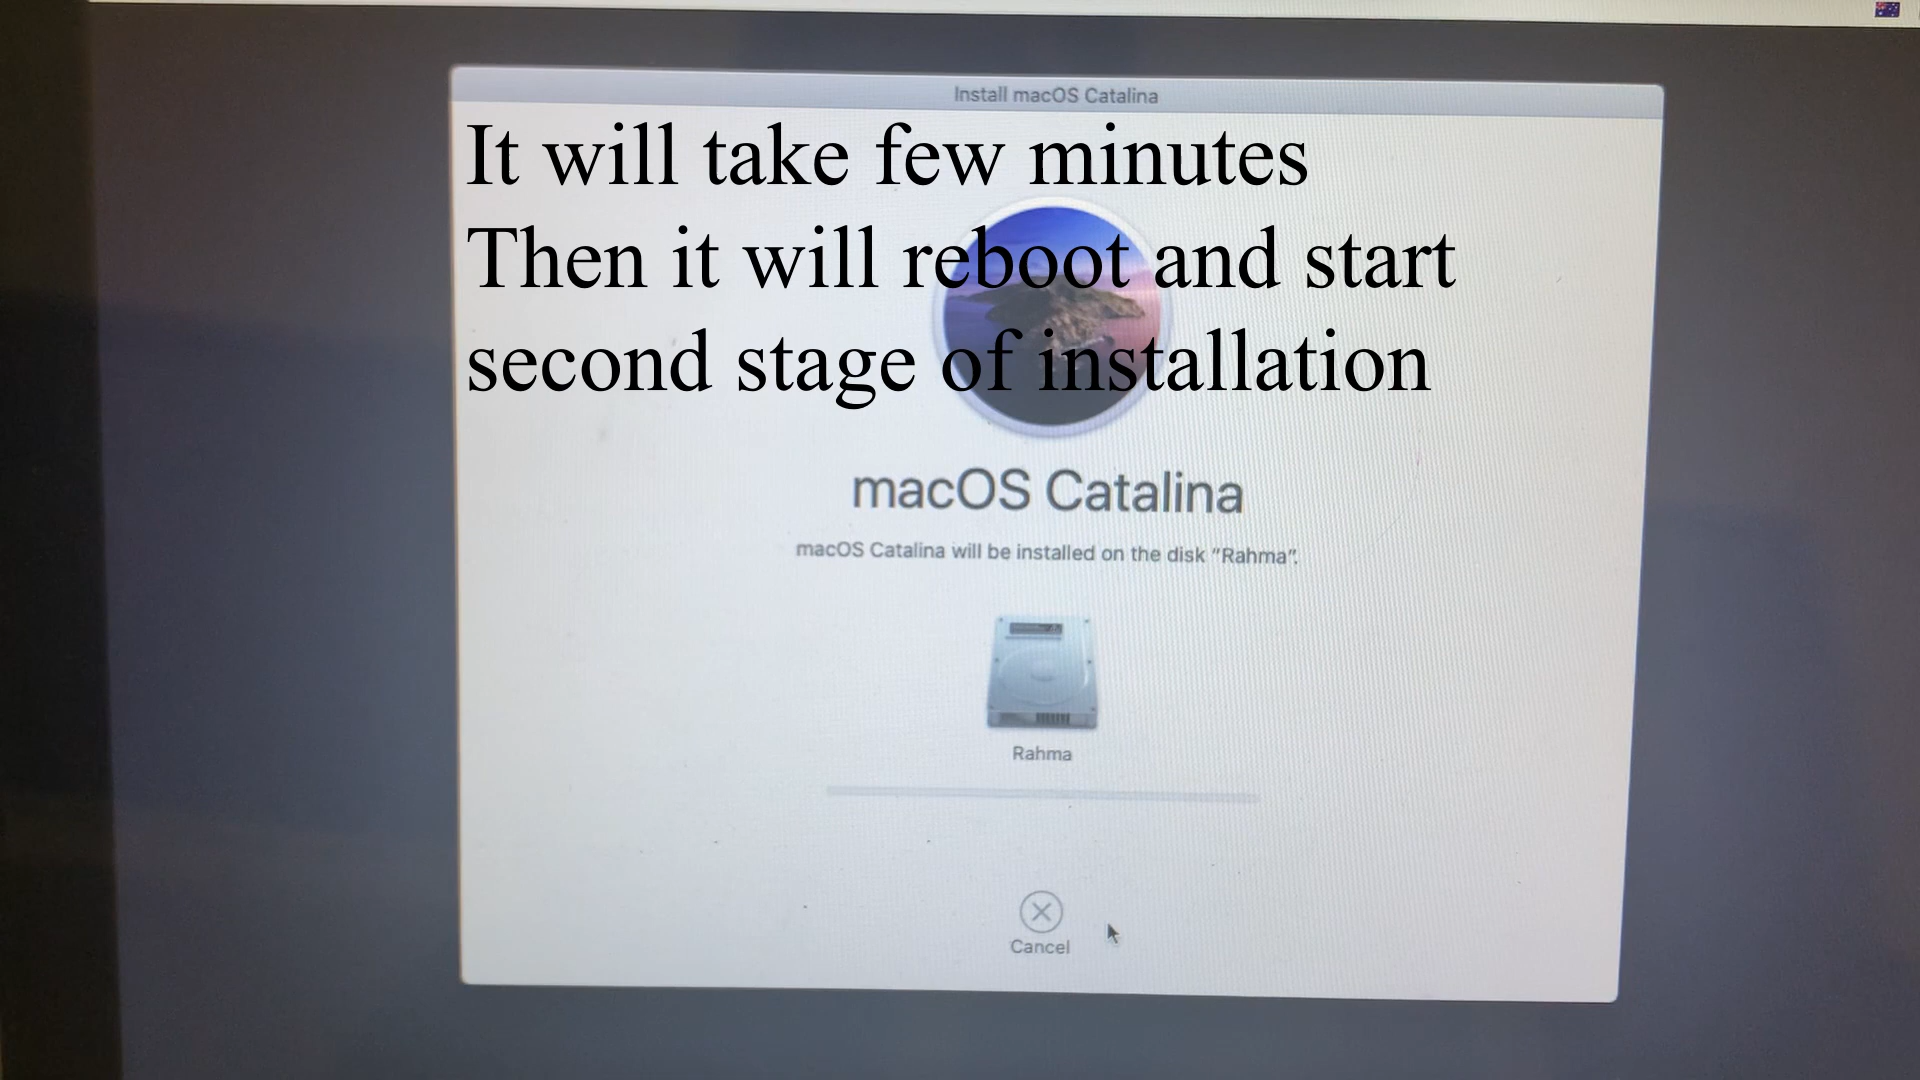 Install macOS Catalina
It will take few minutes
Then it will reboot and start
second stage of installation
macOS Catalina
macOS Catalina will be installed on the disk “Rahma”.
Rahma
Cancel